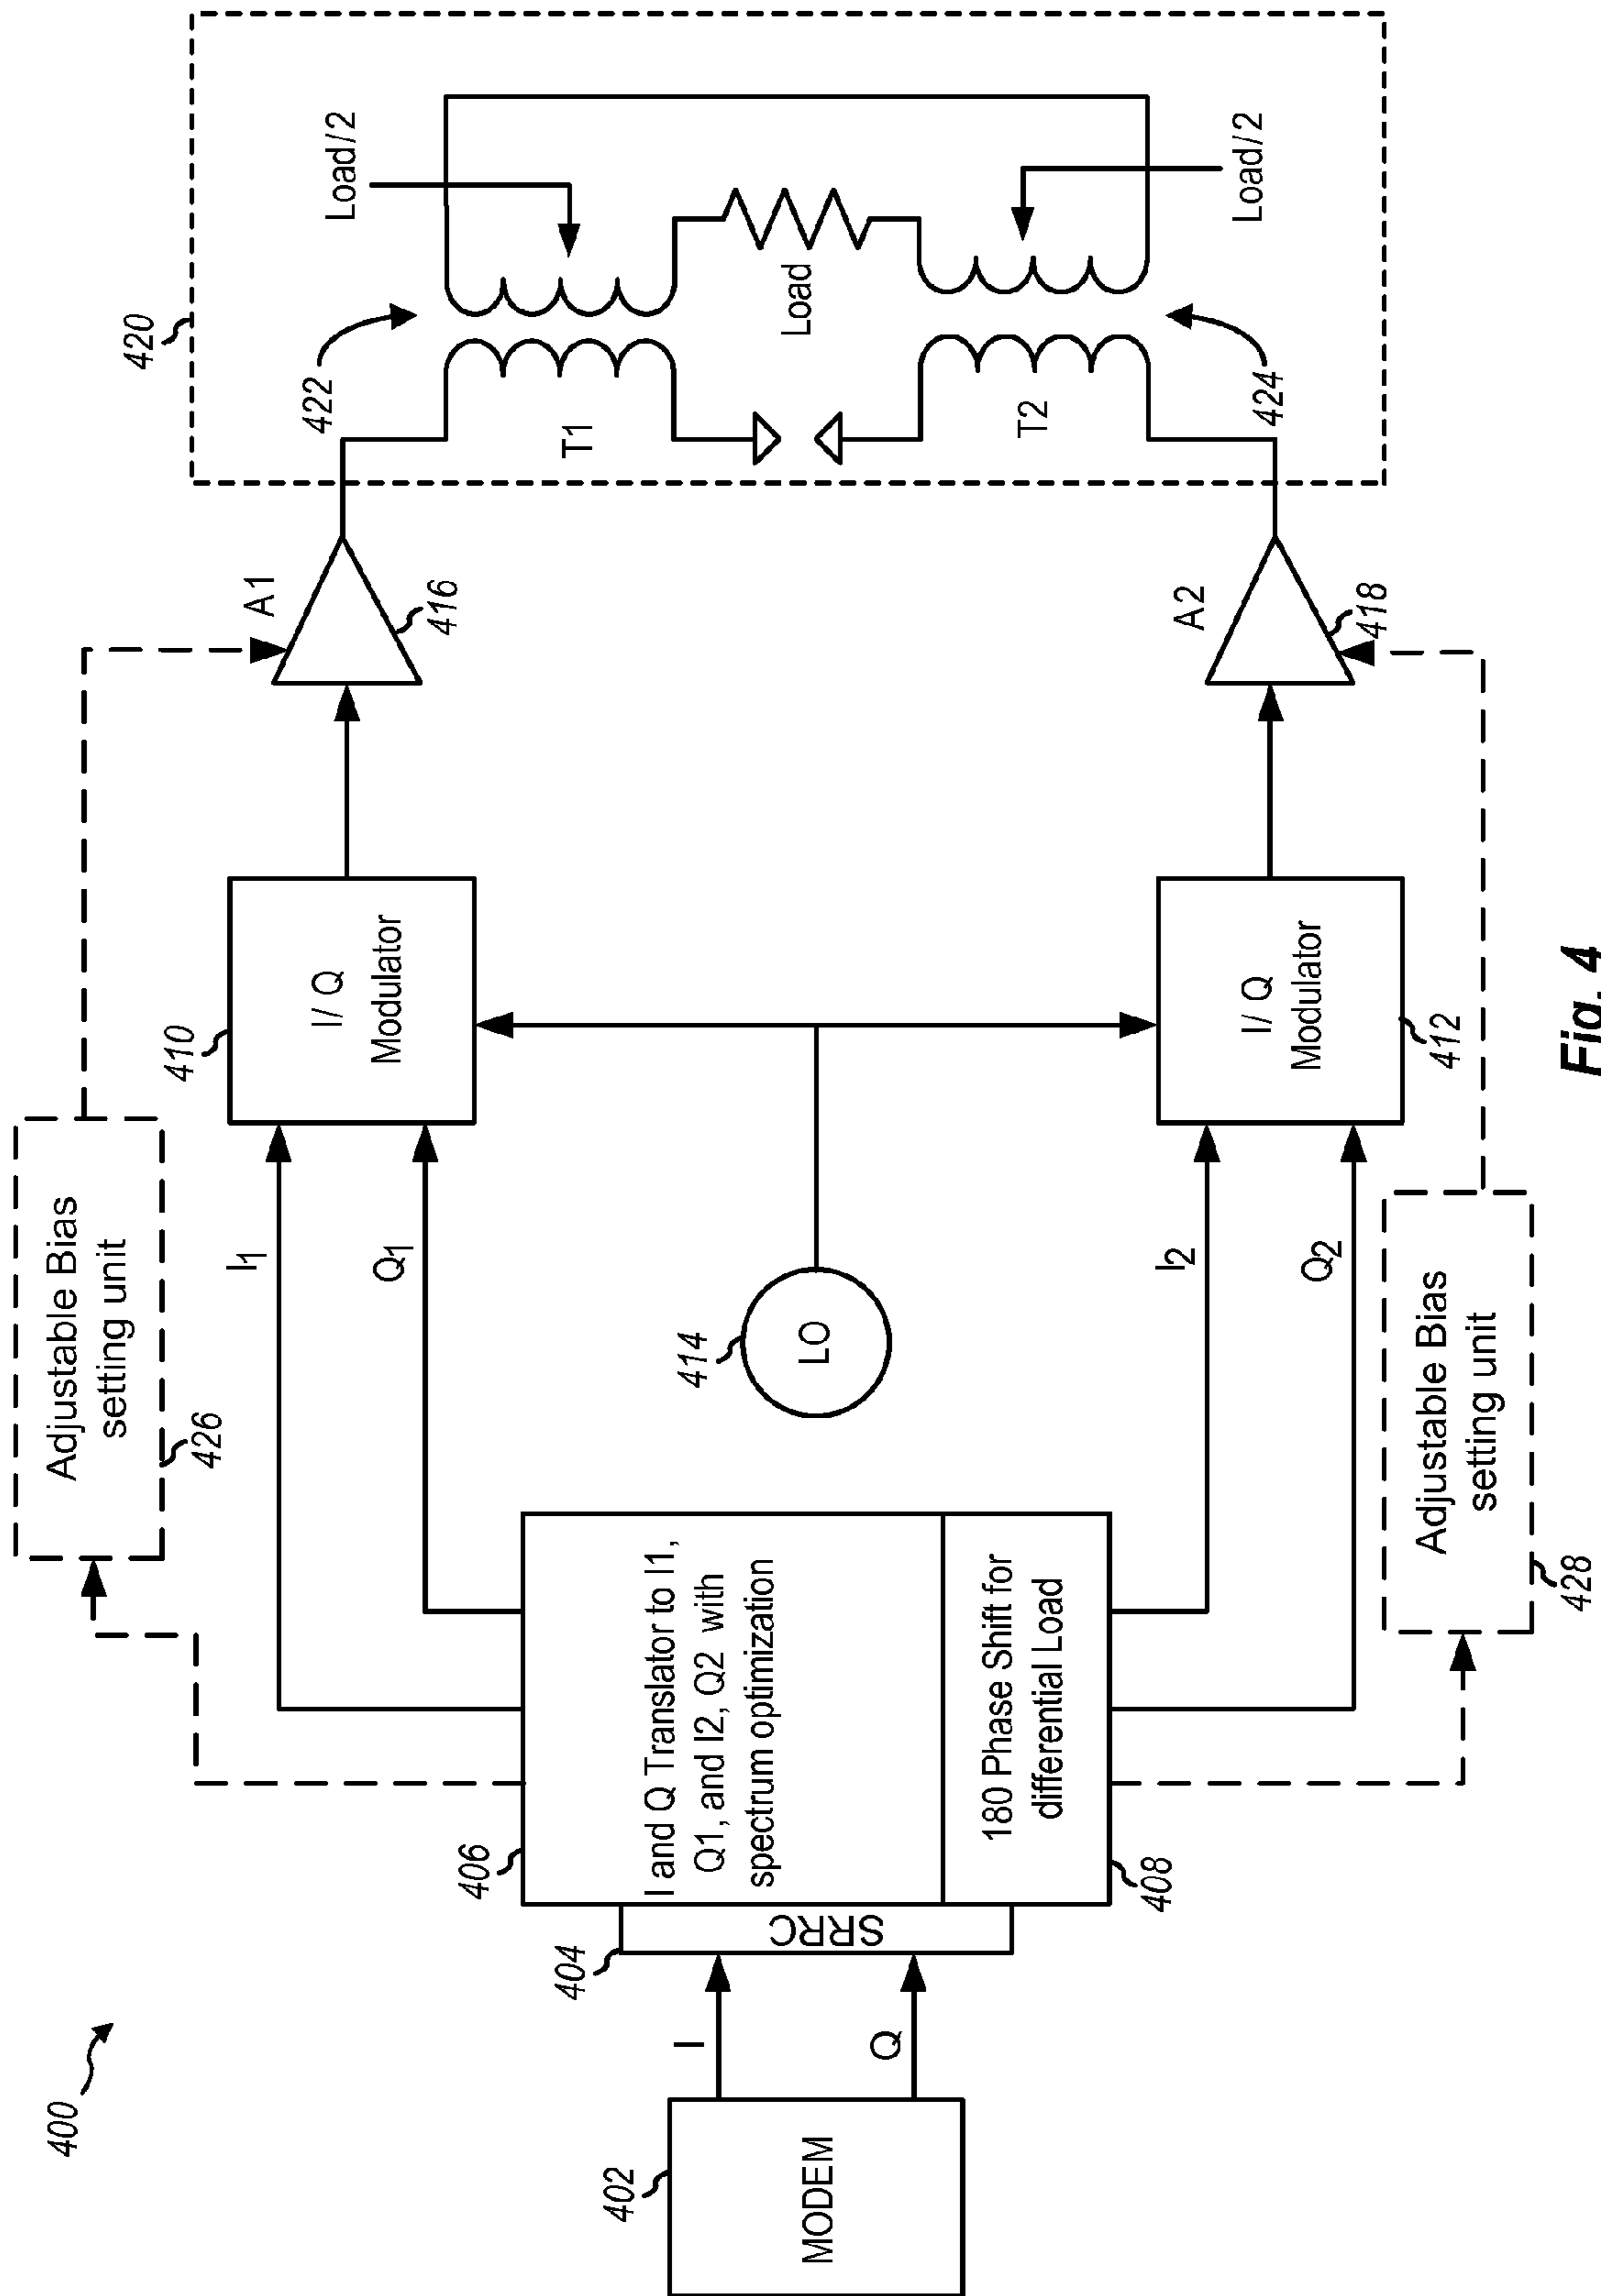 400
402
MODEM
I
Q
404
SRRC
406
I and Q Translator to I1,
Q1, and I2, Q2 with
spectrum optimization
180 Phase Shift for
differential Load
408
Adjustable Bias
setting unit
426
I1
Q1
414
LO
I2
Q2
Adjustable Bias
setting unit
428
410
I/ Q
Modulator
I/ Q
Modulator
412
A1
416
A2
418
420
422
T1
T2
424
Load/2
Load
Load/2
Fig. 4